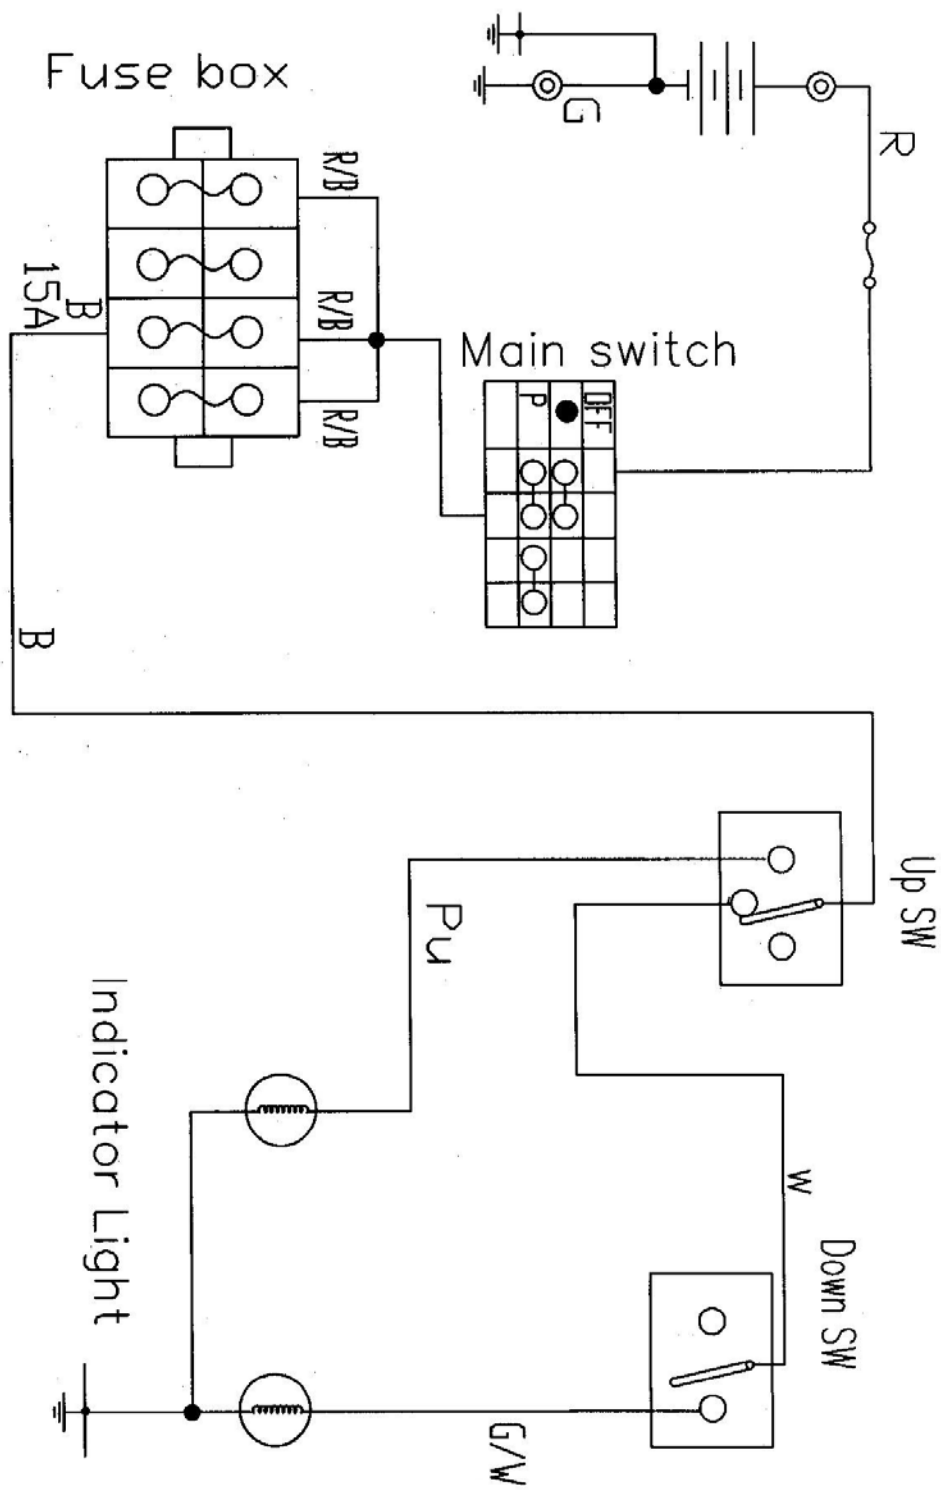 Fuse box
G
R
R/B
R/B
R/B
B
15A
Main switch
OFF
P
B
Up SW
Pu
Indicator Light
W
Down SW
G/W